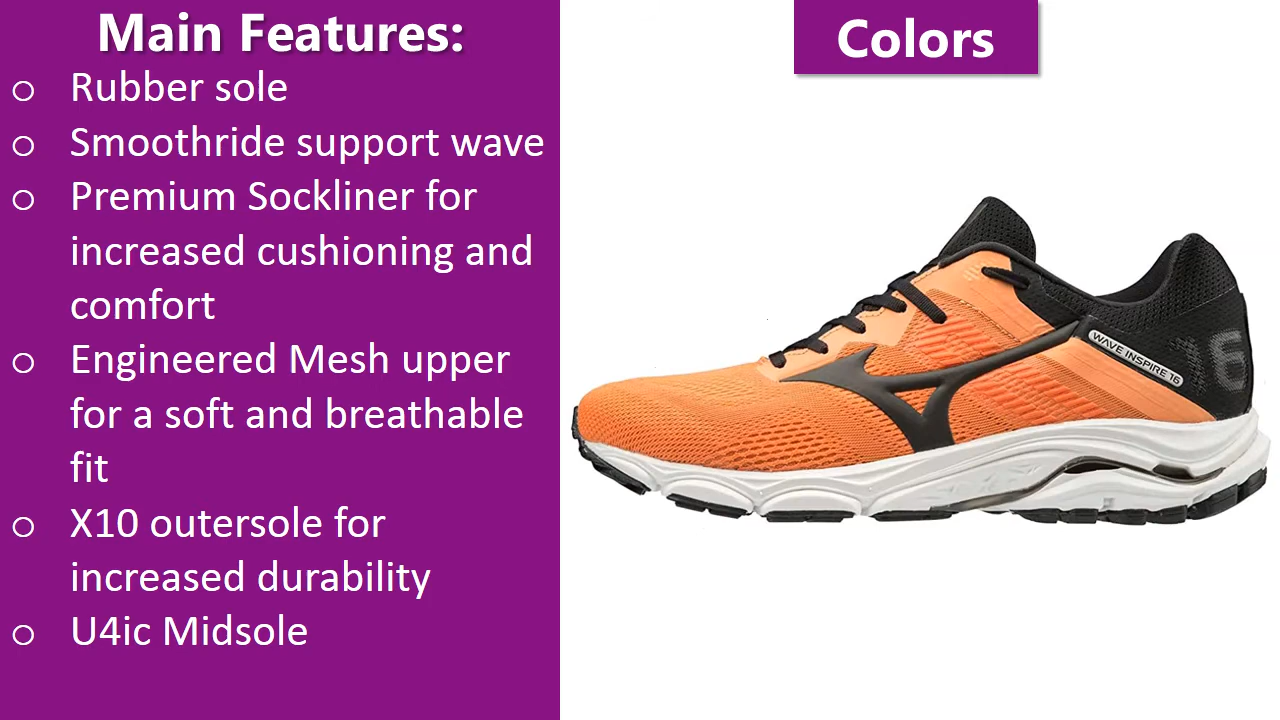 Main Features:
o Rubber sole
o Smoothride support wave
o Premium Sockliner for
increased cushioning and
comfort
o Engineered Mesh upper
for a soft and breathable
fit
o X10 outersole for
increased durability
o U4ic Midsole
Colors
WAVE INSPIRE 16
16